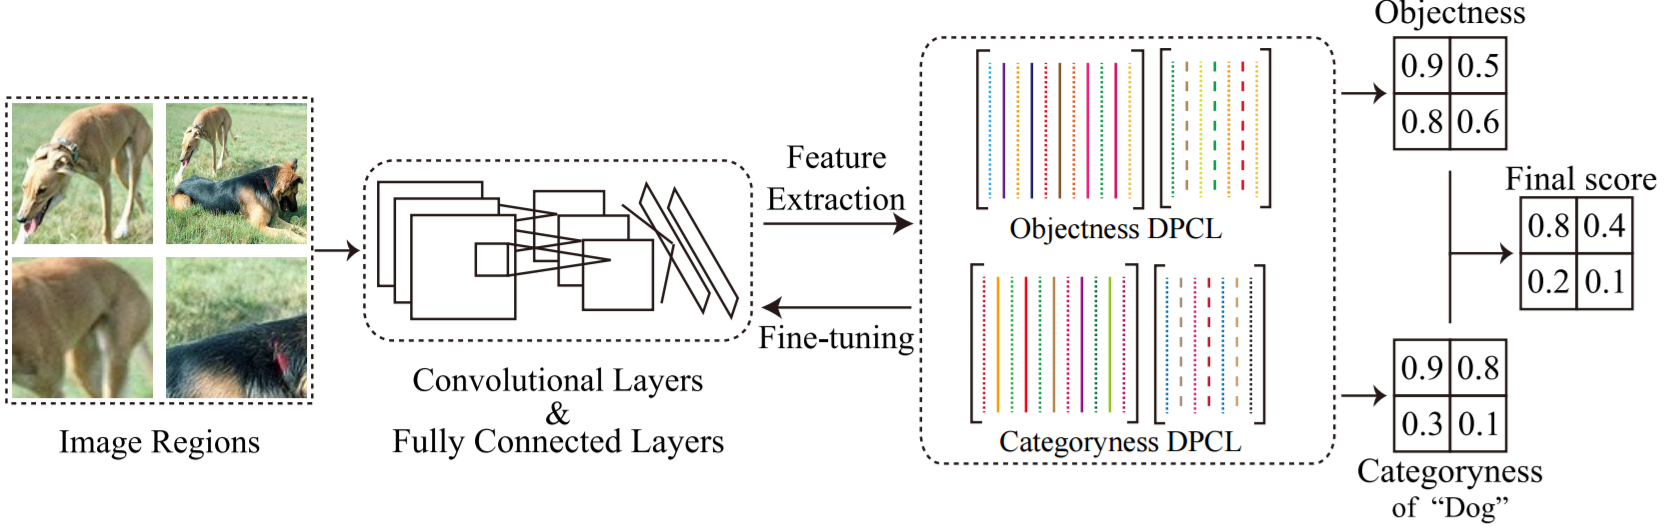 Image Regions
Convolutional Layers
&
Fully Connected Layers
Feature
Extraction
Fine-tuning
Objectness DPCL
Categoryness DPCL
Objectness
0.9 0.5
0.8 0.6
Final score
0.8 0.4
0.2 0.1
0.9 0.8
0.3 0.1
Categoryness
of “Dog”